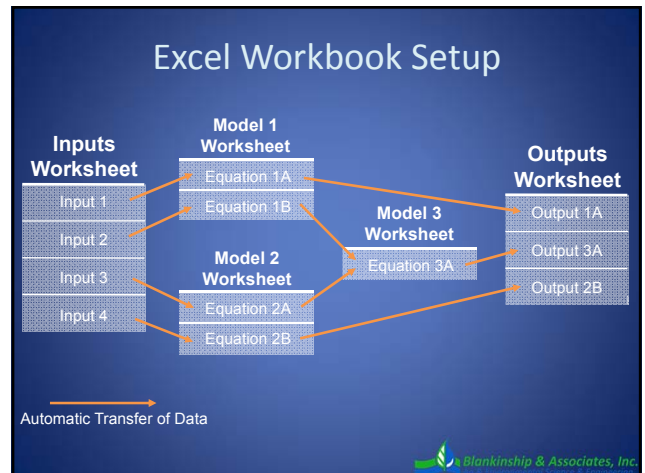 Excel Workbook Setup
Inputs
Worksheet
Input 1
Input 2
Input 3
Input 4
Model 1
Worksheet
Equation 1A
Equation 1B
Model 2
Worksheet
Equation 2A
Equation 2B
Model 3
Worksheet
Equation 3A
Outputs
Worksheet
Output 1A
Output 3A
Output 2B
Automatic Transfer of Data
Blankinship & Associates, Inc.